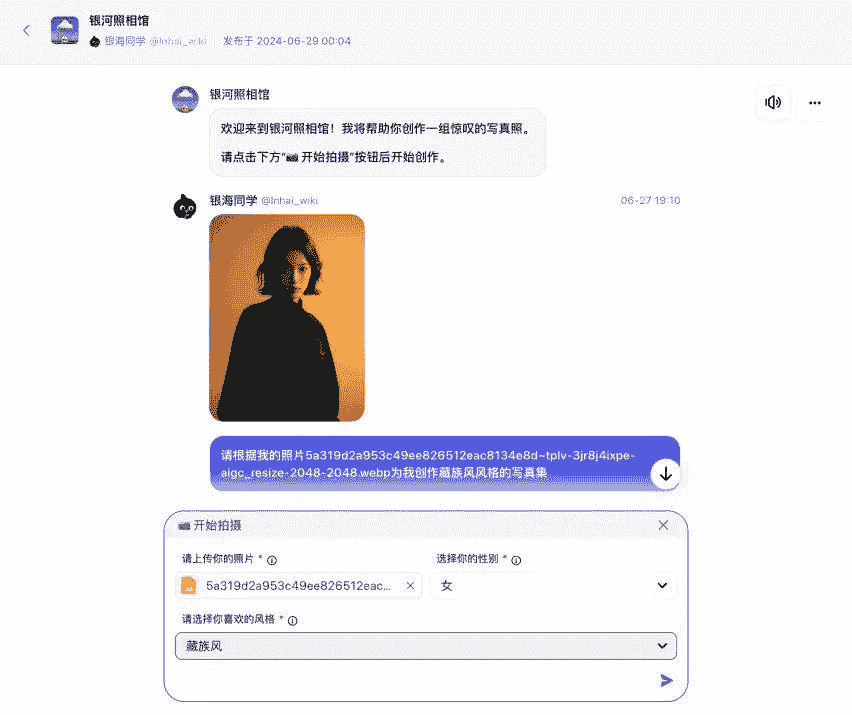 银河照相馆
银海同学 @Inhai_wiki 发布于 2024-06-29 00:04
银河照相馆
欢迎来到银河照相馆！我将帮助你创作一组惊叹的写真照。
请点击下方“📷 开始拍摄”按钮后开始创作。
银海同学 @Inhai_wiki 06-27 19:10
请根据我的照片5a319d2a953c49ee826512eac8134e8d~tplv-3jr8j4ixpe-
aigc_resize-2048-2048.webp为我创作藏族风风格的写真集
📷 开始拍摄
请上传你的照片 * 选择你的性别 *
5a319d2a953c49ee826512eac... 女
请选择你喜欢的风格 *
藏族风